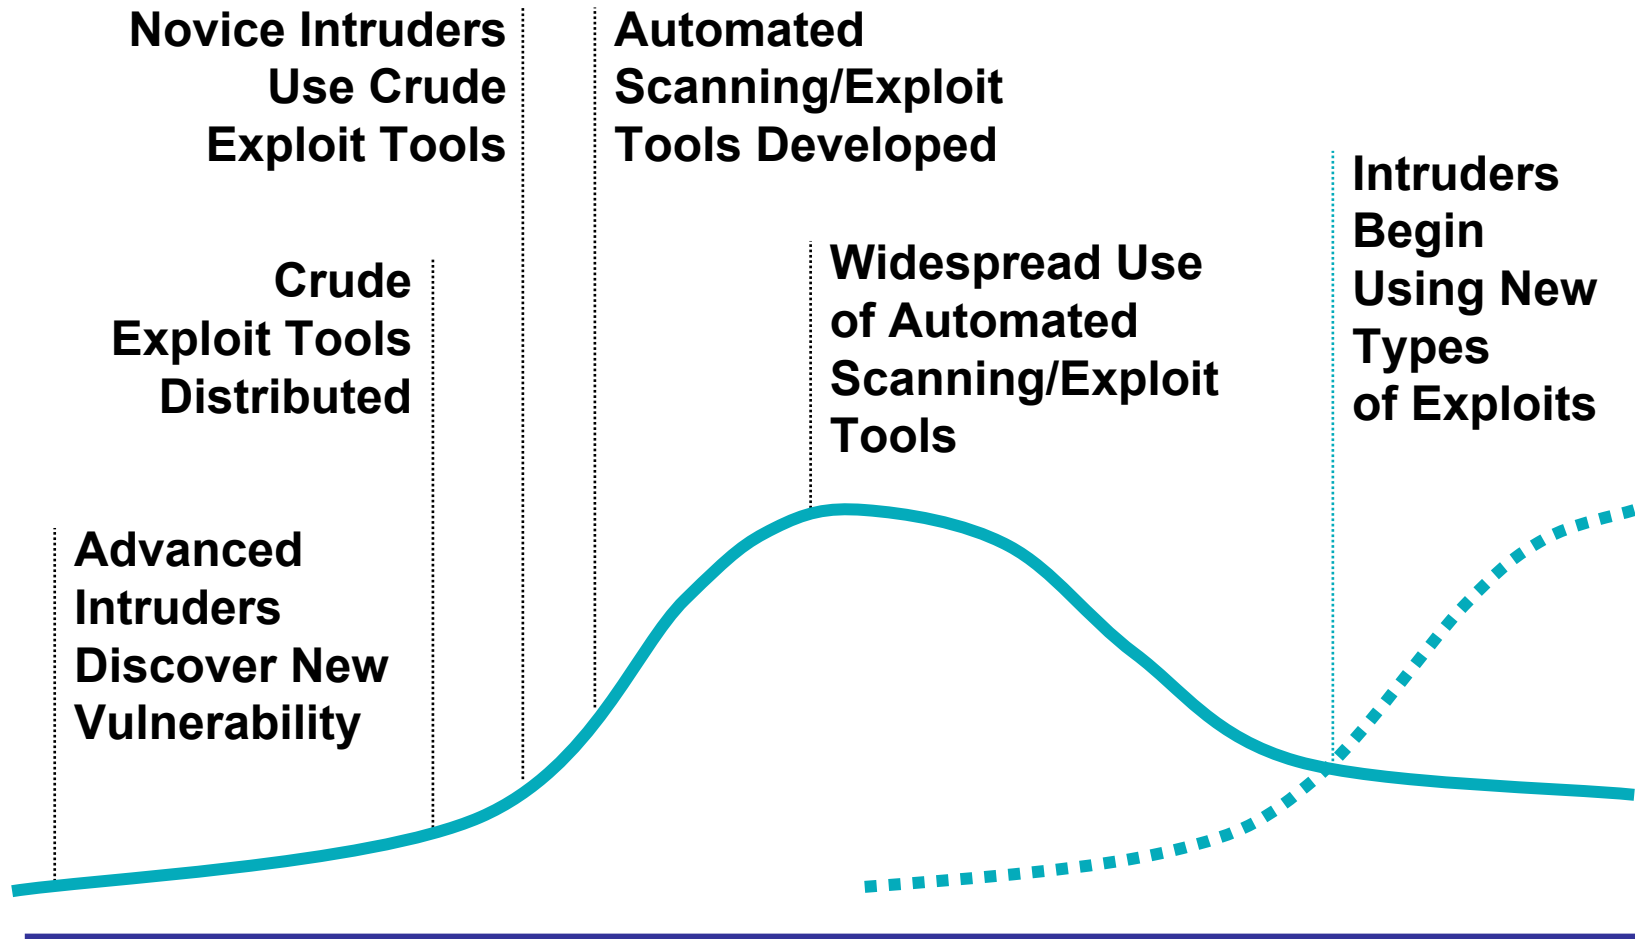 Novice Intruders
Use Crude
Exploit Tools
Automated
Scanning/Exploit
Tools Developed
Intruders
Begin
Using New
Types
of Exploits
Crude
Exploit Tools
Distributed
Widespread Use
of Automated
Scanning/Exploit
Tools
Advanced
Intruders
Discover New
Vulnerability